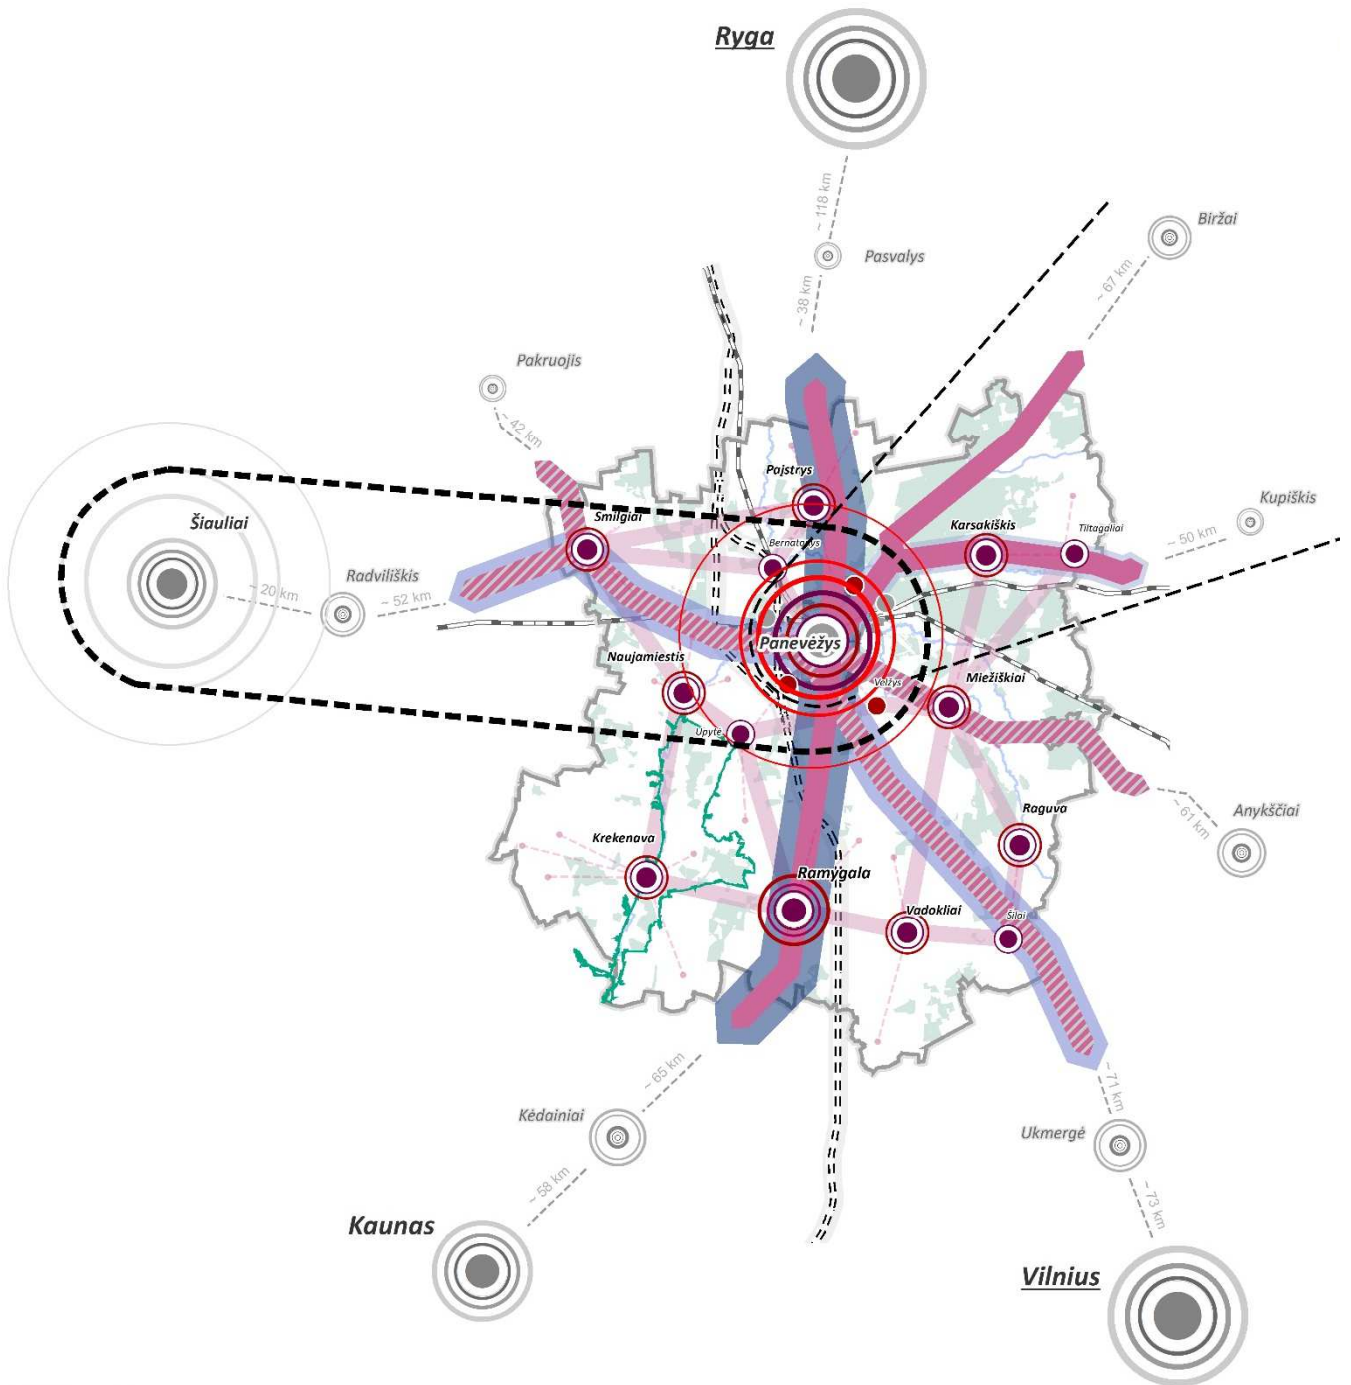 Ryga
~ 118 km
Biržai
Pasvalys
~ 67 km
~ 38 km
Pakruojis
~ 42 km
Pajstrys
Kupiškis
Šiauliai
Smilgiai
Karsakiškis
Tiltagaliai
Bernatonys
~ 50 km
Radviliškis
~ 20 km
~ 52 km
Panevėžys
Naujamiestis
Velžys
Miežiškiai
Upytė
~ 61 km
Anykščiai
Raguva
Krekenava
Ramygala
Vadokliai
Šilai
~ 65 km
~ 71 km
Kėdainiai
Ukmergė
~ 58 km
~ 73 km
Kaunas
Vilnius